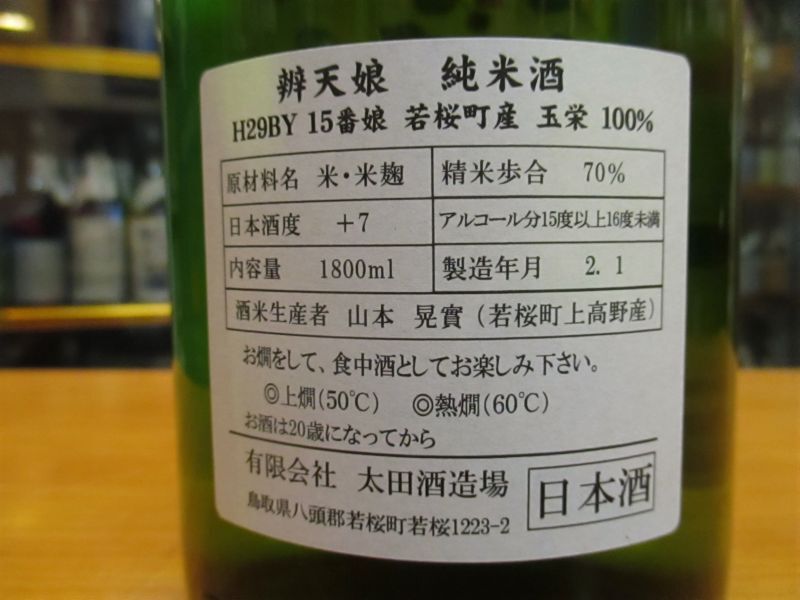 辨天娘 純米酒
H29BY 15番娘 若桜町産 玉栄 100%
原材料名 米・米麹 精米歩合 70%
日本酒度 +7 アルコール分15度以上16度未満
内容量 1800ml 製造年月 2. 1
酒米生産者 山本 晃實 (若桜町上高野産)
お燗をして、食中酒としてお楽しみ下さい。
◎上燗(50℃) ◎熱燗(60℃)
お酒は20歳になってから
有限会社 太田酒造場
鳥取県八頭郡若桜町若桜1223-2
日本酒